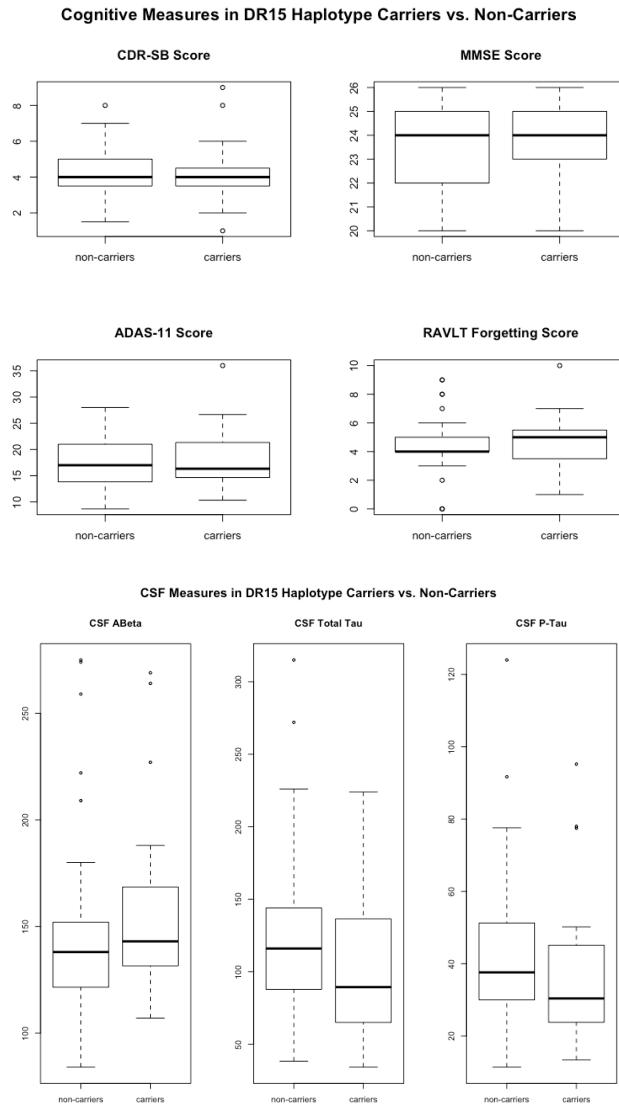 Cognitive Measures in DR15 Haplotype Carriers vs. Non-Carriers
CDR-SB Score
MMSE Score
8
6
4
2
non-carriers
carriers
26
25
24
23
22
21
20
non-carriers
carriers
ADAS-11 Score
RAVLT Forgetting Score
35
30
25
20
15
10
non-carriers
carriers
10
8
6
4
2
0
non-carriers
carriers
CSF Measures in DR15 Haplotype Carriers vs. Non-Carriers
CSF ABeta
CSF Total Tau
CSF P-Tau
250
200
150
100
non-carriers
carriers
300
250
200
150
100
50
non-carriers
carriers
120
100
80
60
40
20
non-carriers
carriers